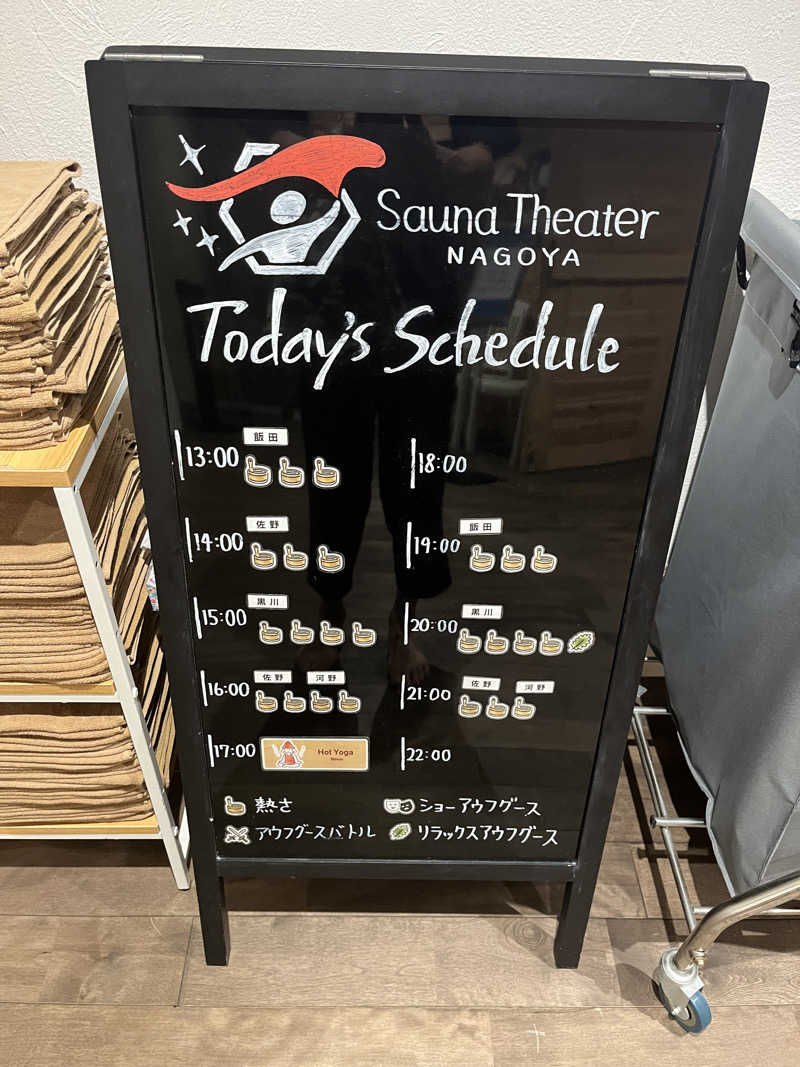 Sauna Theater
NAGOYA
Today's Schedule
飯田
13:00
佐野
14:00
黒川
15:00
佐野 河野
16:00
17:00 Hot Yoga
18:00
飯田
19:00
黒川
20:00
佐野 河野
21:00
22:00
熱さ
ショーアウフグース
アウフグースバトル
リラックスアウフグース